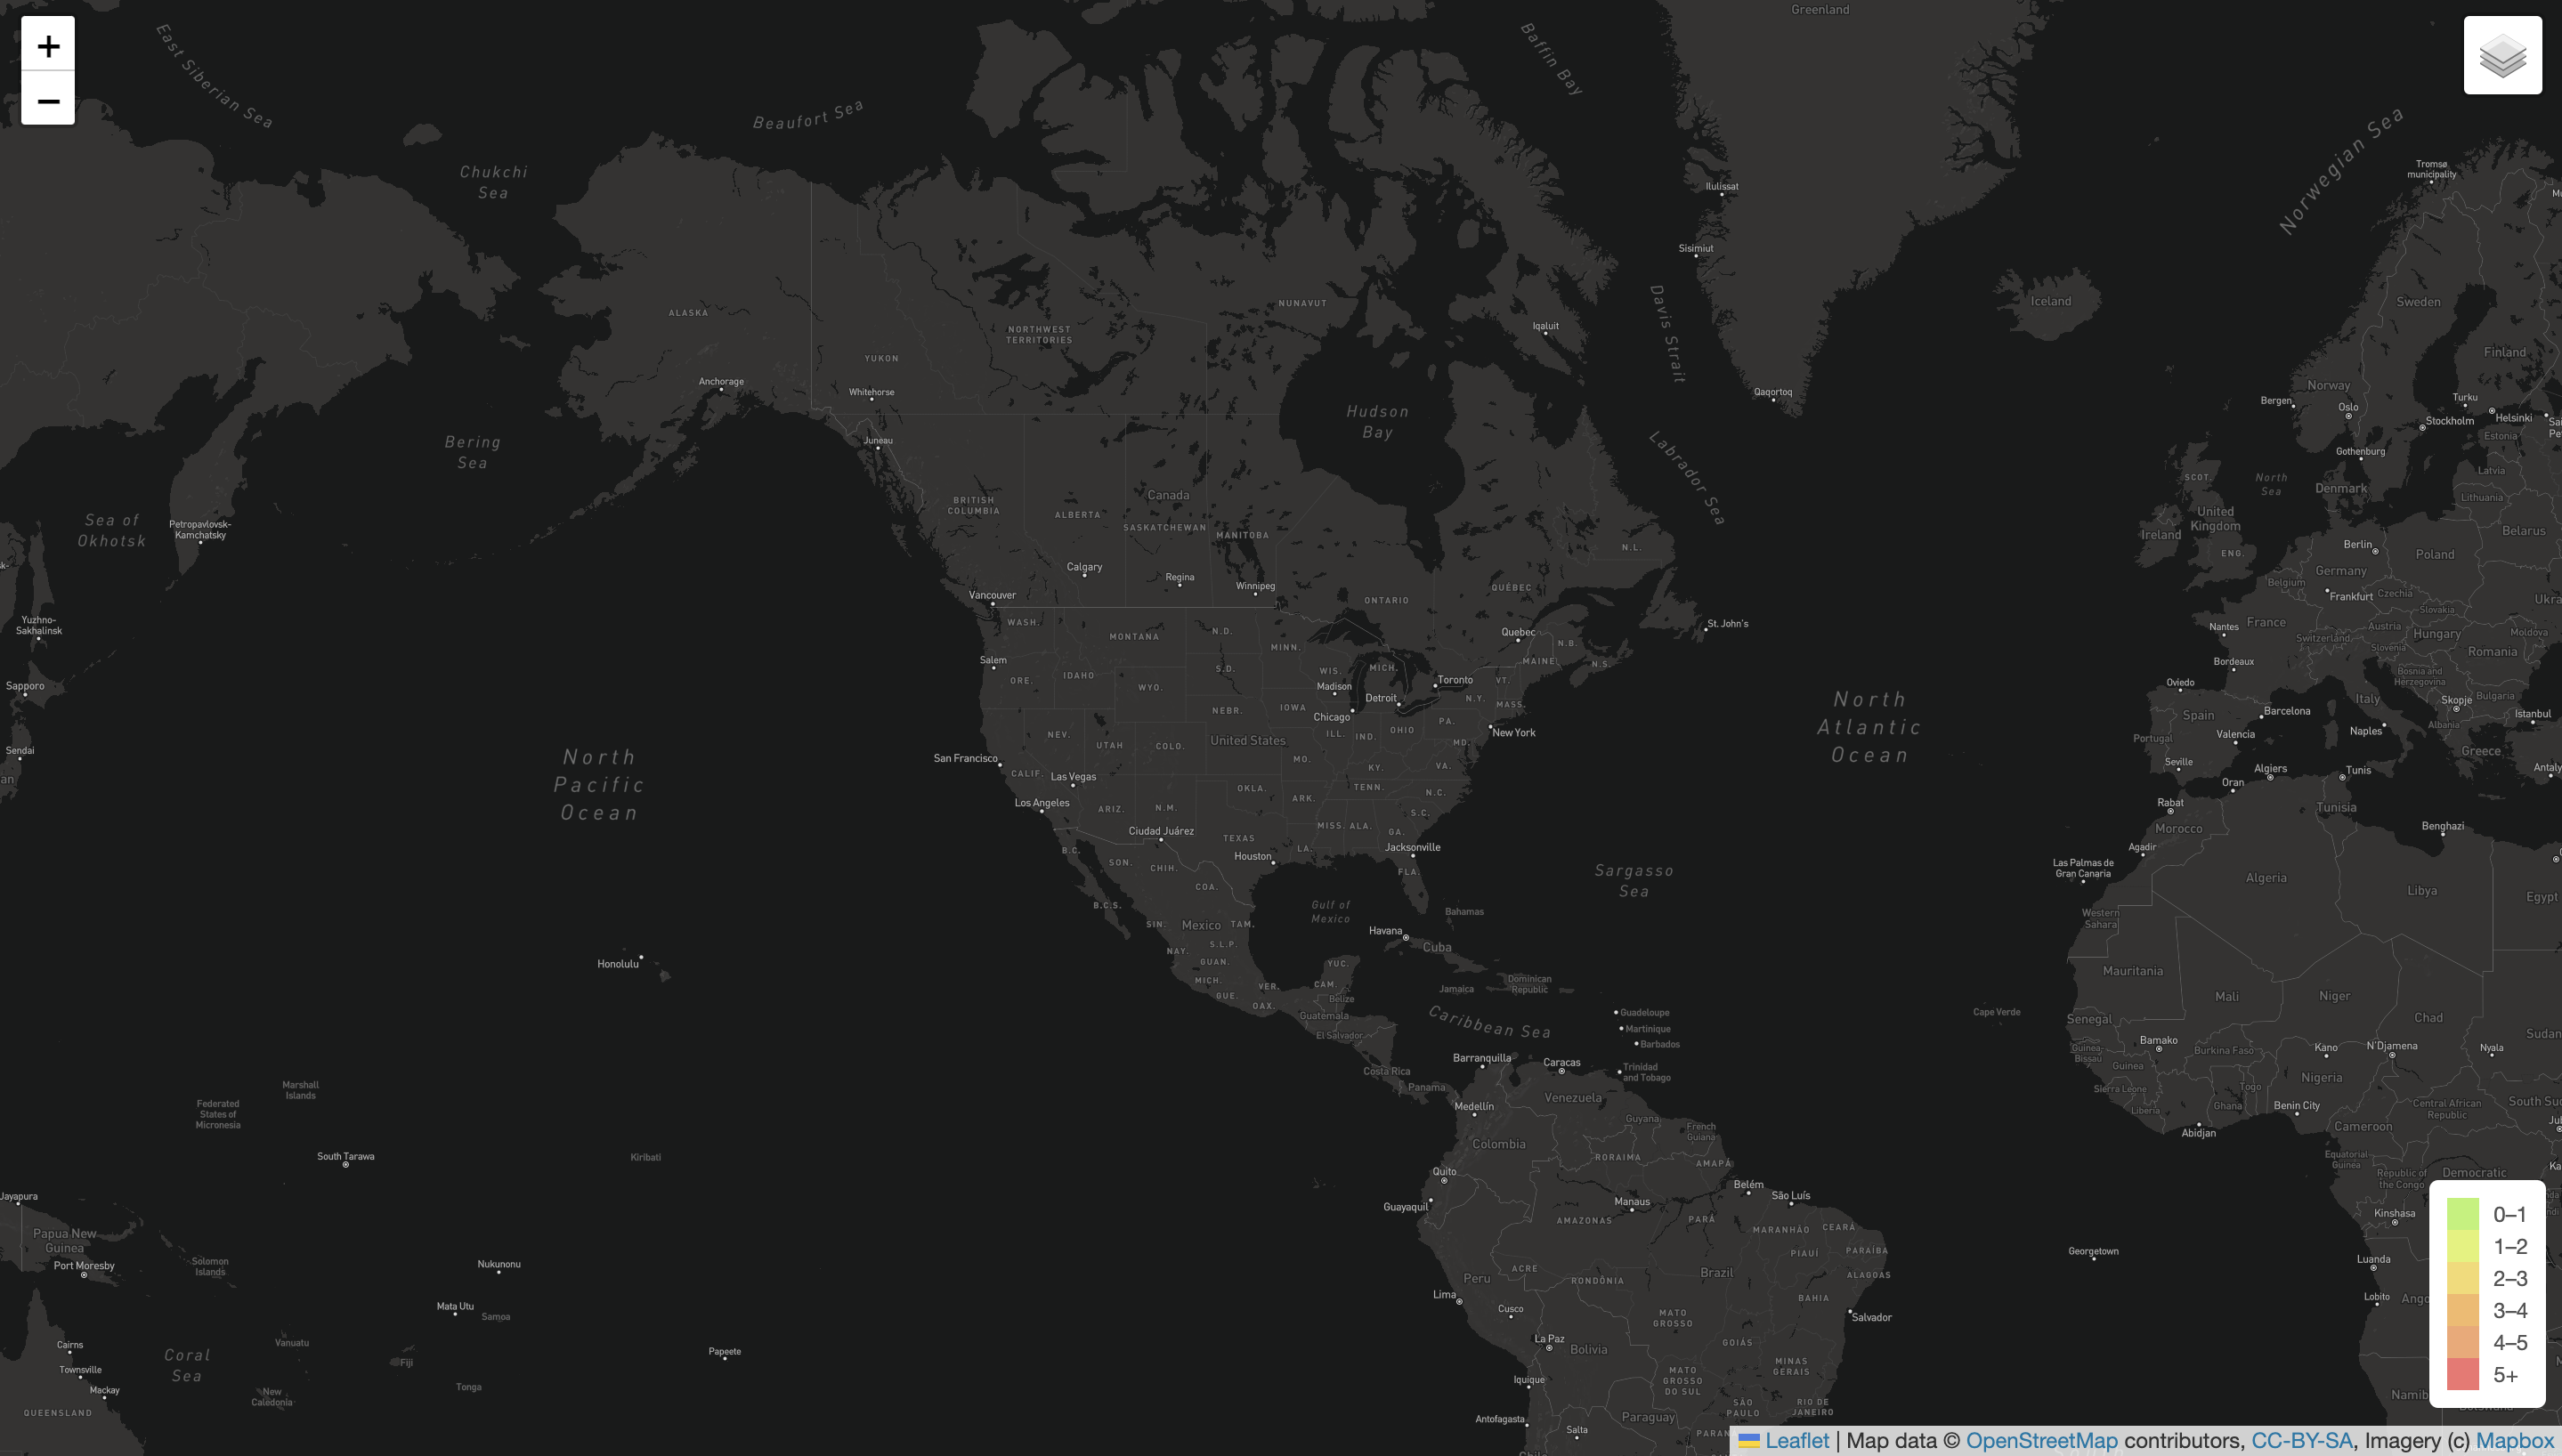 +
−
East Siberian Sea
Chukchi
Sea
Beaufort Sea
Baffin Bay
Greenland
Norwegian Sea
Tromsø
municipality
Ilulissat
Sisimiut
Davis Strait
Iceland
Sweden
Finland
Norway
ALASKA
NUNAVUT
NORTHWEST
TERRITORIES
YUKON
Iqaluit
Anchorage
Whitehorse
Qaqortoq
Bergen
Oslo
Turku
Helsinki
Stockholm
Estonia
Hudson
Bay
Juneau
Bering
Sea
Labrador Sea
Gothenburg
Latvia
SCOT.
North
Sea
Denmark
Lithuania
Sea of
Okhotsk
Petropavlovsk-
Kamchatsky
BRITISH
COLUMBIA
ALBERTA
Canada
SASKATCHEWAN
MANITOBA
N.L.
United
Kingdom
Ireland
ENG.
Belarus
Berlin
Poland
Germany
Belgium
Frankfurt
Czechia
Slovakia
Ukra
Calgary
Regina
Winnipeg
Vancouver
ONTARIO
QUÉBEC
St. John's
Yuzhno-
Sakhalinsk
WASH.
MONTANA
N.D.
MINN.
Quebec
N.B.
MAINE
N.S.
Nantes
France
Switzerland
Austria
Hungary
Moldova
Slovenia
Romania
Salem
ORE.
IDAHO
WYO.
S.D.
WIS.
MICH.
Madison
Detroit
Toronto
VT.
N.Y.
MASS.
Bordeaux
Bosnia and
Herzegovina
Oviedo
Italy
Skopje
Bulgaria
Sapporo
NEBR.
IOWA
Chicago
Spain
Barcelona
Albania
Istanbul
North
Atlantic
Ocean
NEV.
UTAH
COLO.
United States
ILL.
IND.
OHIO
PA.
MD.
New York
Portugal
Valencia
Naples
Greece
Sendai
North
Pacific
Ocean
San Francisco
CALIF.
Las Vegas
MO.
KY.
VA.
Seville
Algiers
Tunis
Antaly
Oran
Los Angeles
ARIZ.
N.M.
OKLA.
ARK.
TENN.
N.C.
Rabat
Tunisia
Morocco
Ciudad Juárez
TEXAS
MISS.
ALA.
GA.
S.C.
Benghazi
B.C.
SON.
CHIH.
Houston
LA.
Jacksonville
FLA.
Agadir
Las Palmas de
Gran Canaria
Sargasso
Sea
Algeria
Libya
Egypt
COA.
B.C.S.
Gulf of
Mexico
Bahamas
Western
Sahara
SIN.
Mexico
TAM.
Havana
Cuba
NAY.
S.L.P.
GUAN.
YUC.
Honolulu
MICH.
VER.
CAM.
Jamaica
Dominican
Republic
Mauritania
GUE.
OAX.
Belize
Guatemala
El Salvador
Caribbean Sea
Guadeloupe
Martinique
Barbados
Cape Verde
Mali
Niger
Chad
Sudan
Senegal
Guinea-
Bissau
Bamako
Burkina Faso
Kano
N'Djamena
Nyala
Guinea
Barranquilla
Caracas
Trinidad
and Tobago
Costa Rica
Panama
Marshall
Islands
Federated
States of
Micronesia
Medellín
Venezuela
Guyana
French
Guiana
Sierra Leone
Liberia
Togo
Ghana
Nigeria
Benin City
Central African
Republic
South Su
Abidjan
Cameroon
Colombia
South Tarawa
Kiribati
RORAIMA
AMAPÁ
Equatorial
Guinea
Republic of
the Congo
Democratic
Quito
Guayaquil
Manaus
Belém
São Luís
Jayapura
Papua New
Guinea
Port Moresby
Solomon
Islands
Nukunonu
AMAZONAS
PARÁ
MARANHÃO
CEARÁ
PIAUÍ
PARAÍBA
ALAGOAS
Kinshasa
Georgetown
Luanda
Peru
ACRE
RONDÔNIA
Brazil
Lima
Cusco
BAHIA
Lobito
Ango
Mata Utu
Samoa
MATO
GROSSO
Salvador
La Paz
Bolivia
GOIÁS
Cairns
Townsville
Mackay
QUEENSLAND
Coral
Sea
Vanuatu
Fiji
Papeete
Tonga
New
Caledonia
Iquique
MATO
GROSSO
DO SUL
MINAS
GERAIS
Namib
Antofagasta
Salta
Paraguay
SÃO
PAULO
RIO DE
JANEIRO
PARAN
0–1
1–2
2–3
3–4
4–5
5+
Leaflet | Map data © OpenStreetMap contributors, CC-BY-SA, Imagery (c) Mapbox